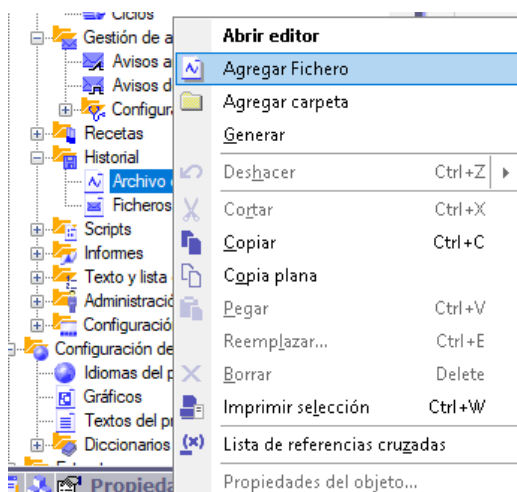 Ciclos
Gestión de a
Avisos a
Avisos d
Configur
Recetas
Historial
Archivo
Ficheros
Scripts
Informes
Texto y lista
Administració
Configuració
Configuración de
Idiomas del p
Gráficos
Textos del p
Diccionarios
Propieda
Abrir editor
Agregar Fichero
Agregar carpeta
Generar
Deshacer Ctrl+Z
Cortar Ctrl+X
Copiar Ctrl+C
Copia plana
Pegar Ctrl+V
Reemplazar... Ctrl+E
Borrar Delete
Imprimir selección Ctrl+W
Lista de referencias cruzadas
Propiedades del objeto...